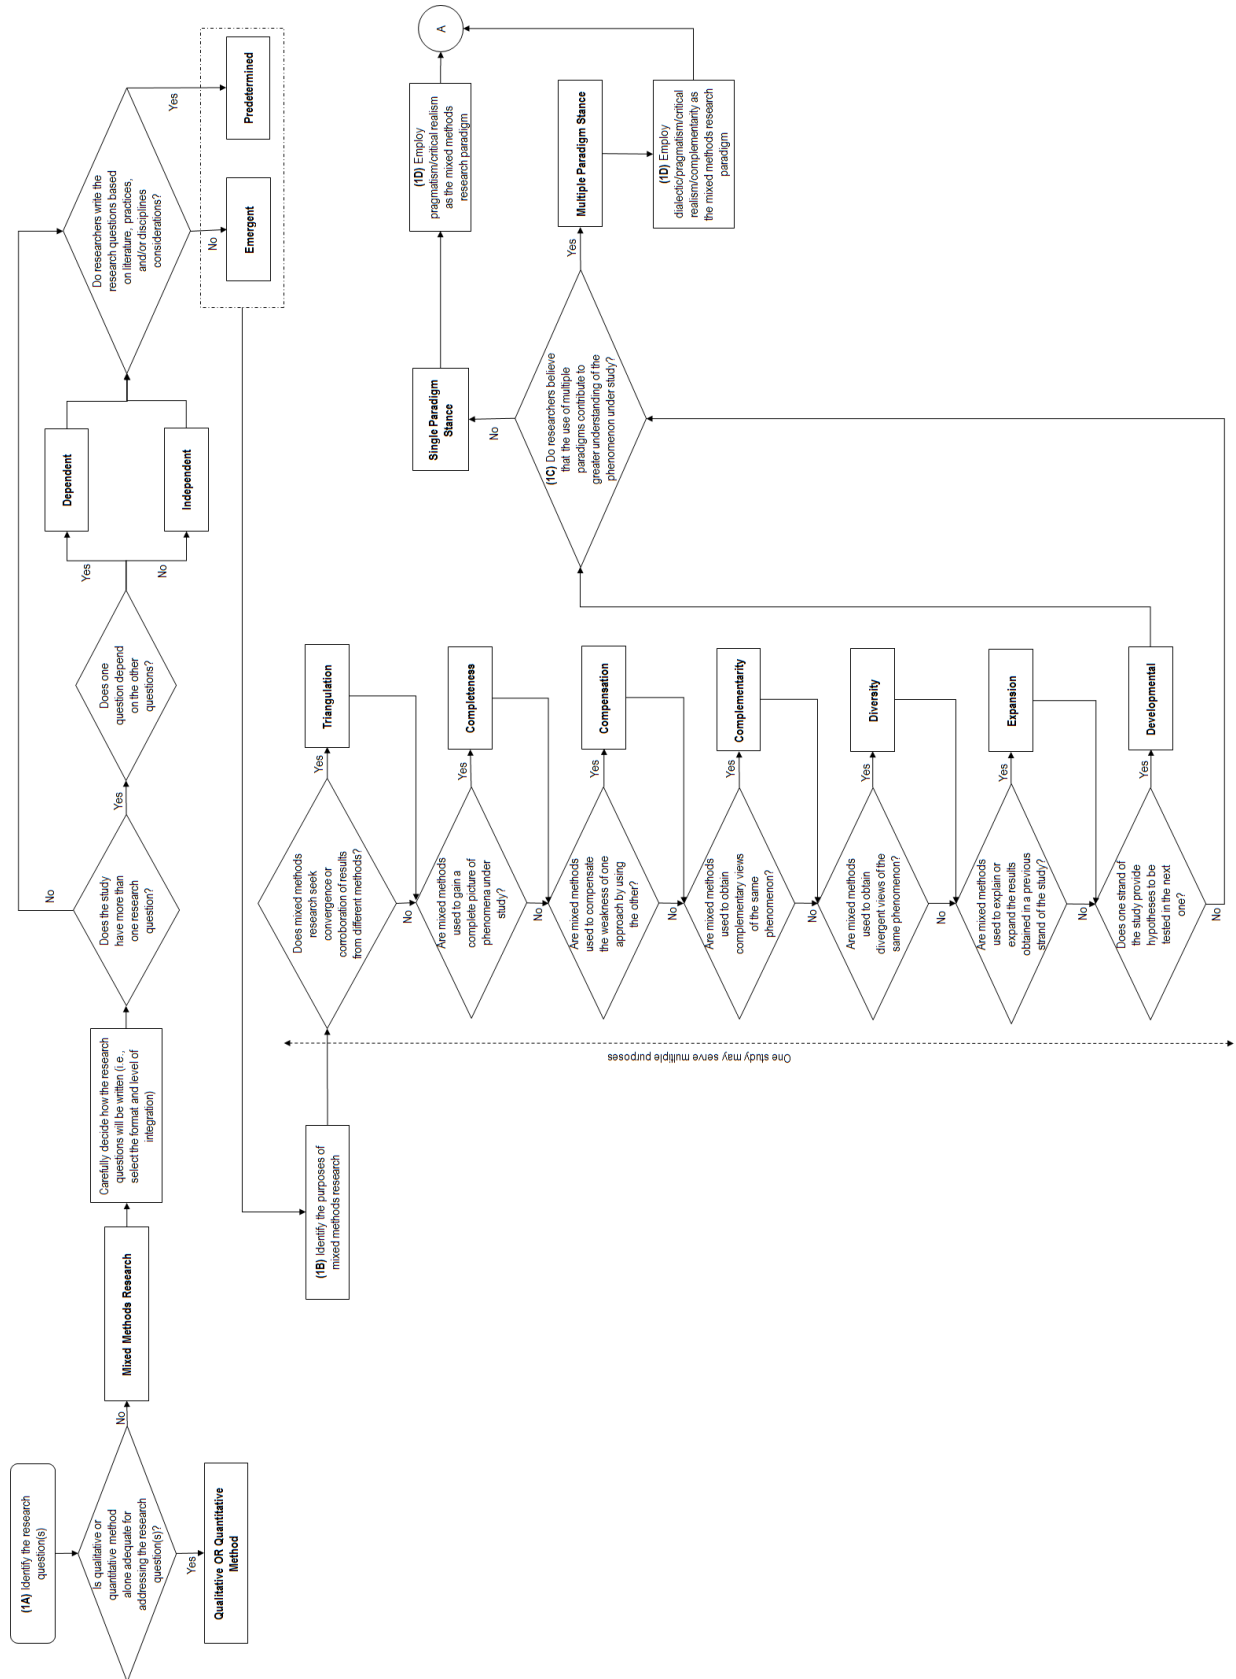 (1A) Identify the research
question(s)
Is qualitative or
quantitative method
alone adequate for
addressing the research
question(s)?
Yes
Qualitative OR Quantitative
Method
No
Mixed Methods Research
Carefully decide how the research
questions will be written (i.e.,
select the format and level of
integration)
Does the study
have more than
one research
question?
No
Yes
Does one
question depend
on the other
questions?
Yes
No
Dependent
Independent
Do researchers write the
research questions based
on literature, practices,
and/or disciplines
considerations?
Yes
No
Predetermined
Emergent
(1B) Identify the purposes of
mixed methods research
One study may serve multiple purposes
Does mixed methods
research seek
convergence or
corroboration of results
from different methods?
Yes
Triangulation
No
Are mixed methods
used to gain a
complete picture of
phenomena under
study?
Yes
Completeness
No
Are mixed methods
used to compensate
the weakness of one
approach by using
the other?
Yes
Compensation
No
Are mixed methods
used to obtain
complementary views
of the same
phenomenon?
Yes
Complementarity
No
Are mixed methods
used to obtain
divergent views of the
same phenomenon?
Yes
Diversity
No
Are mixed methods
used to explain or
expand the results
obtained in a previous
strand of the study?
Yes
Expansion
No
Does one strand of
the study provide
hypotheses to be
tested in the next
one?
Yes
Developmental
No
(1C) Do researchers believe
that the use of multiple
paradigms contribute to
greater understanding of the
phenomenon under study?
No
Single Paradigm
Stance
(1D) Employ
pragmatism/critical realism
as the mixed methods
research paradigm
Yes
Multiple Paradigm Stance
(1D) Employ
dialectic/pragmatism/critical
realism/complementarity as
the mixed methods research
paradigm
A